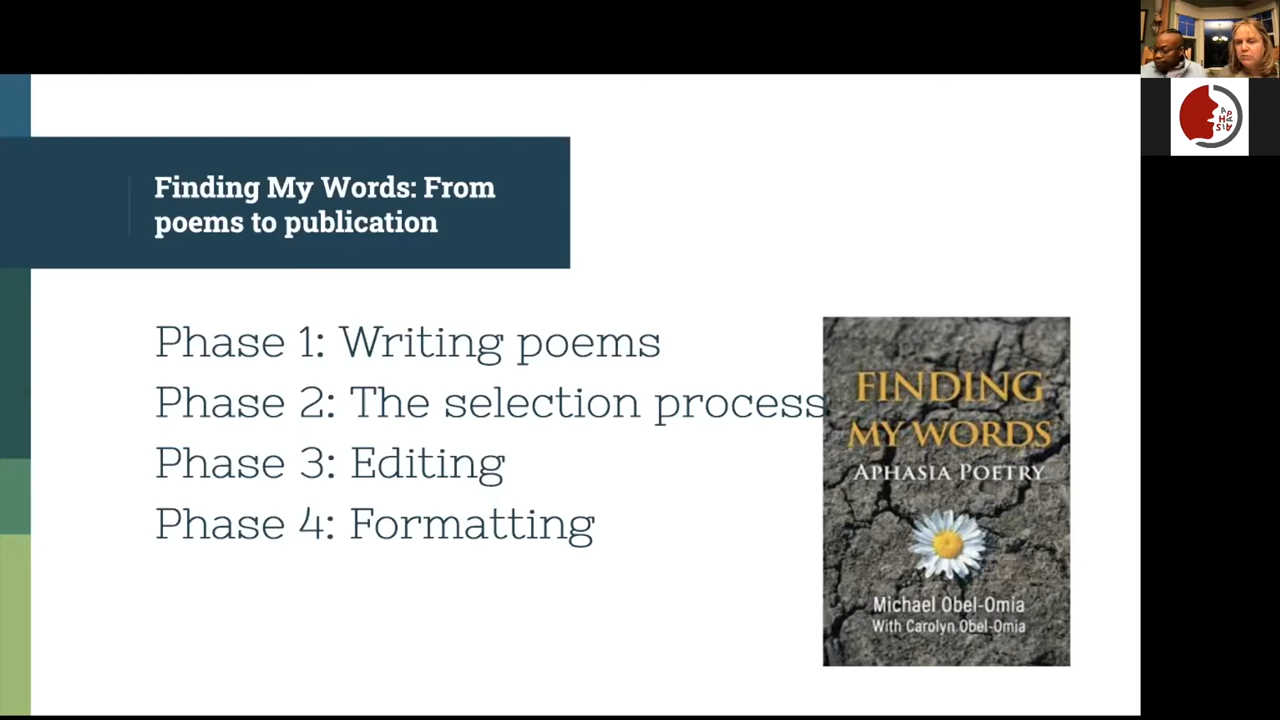 Finding My Words: From
poems to publication
Phase 1: Writing poems
Phase 2: The selection process
Phase 3: Editing
Phase 4: Formatting
FINDING
MY WORDS
APHASIA POETRY
Michael Obel-Omia
With Carolyn Obel-Omia
APHASIA